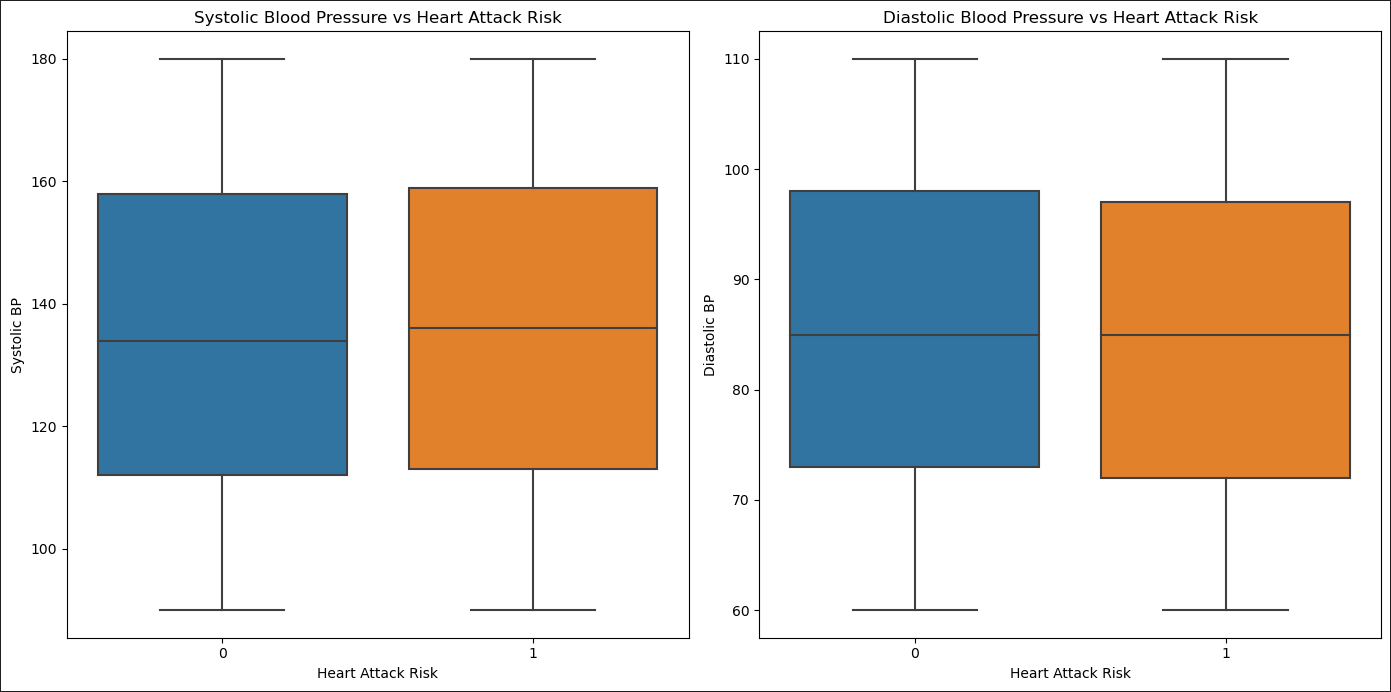 Systolic Blood Pressure vs Heart Attack Risk
180
160
140
120
100
Systolic BP
0
1
Heart Attack Risk
Diastolic Blood Pressure vs Heart Attack Risk
110
100
90
80
70
60
Diastolic BP
0
1
Heart Attack Risk